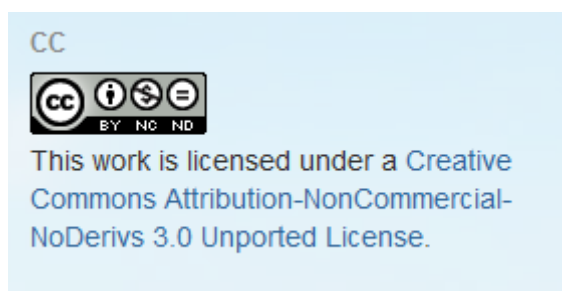 CC
cc
BY NC ND
This work is licensed under a Creative
Commons Attribution-NonCommercial-
NoDerivs 3.0 Unported License.